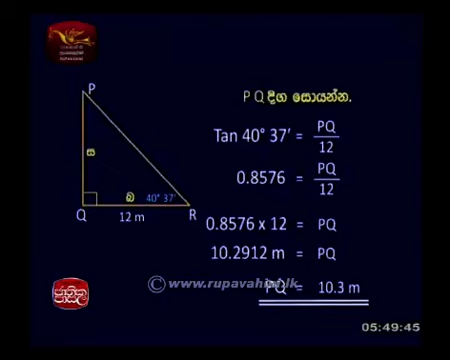 P
P Q දිග සොයන්න.
Tan 40° 37' = PQ/12
ස
0.8576 = PQ/12
බ 40° 37'
Q 12 m R
0.8576 x 12 = PQ
10.2912 m = PQ
© www.rupavahini.lk
PQ = 10.3 m
05:49:45